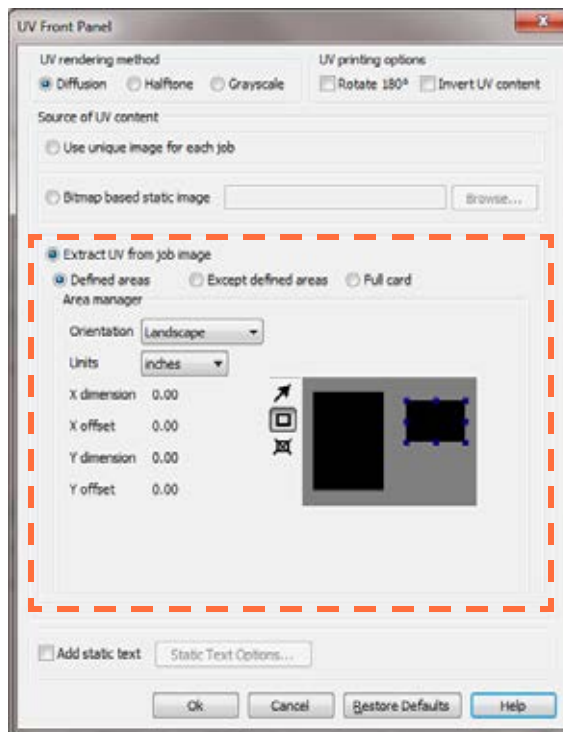 UV Front Panel
UV rendering method
UV printing options
Diffusion Halftone Grayscale
Rotate 180° Invert UV content
Source of UV content
Use unique image for each job
Bitmap based static image Browse...
Extract UV from job image
Defined areas Except defined areas Full card
Area manager
Orientation Landscape
Units inches
X dimension 0.00
X offset 0.00
Y dimension 0.00
Y offset 0.00
Add static text Static Text Options...
Ok Cancel Restore Defaults Help